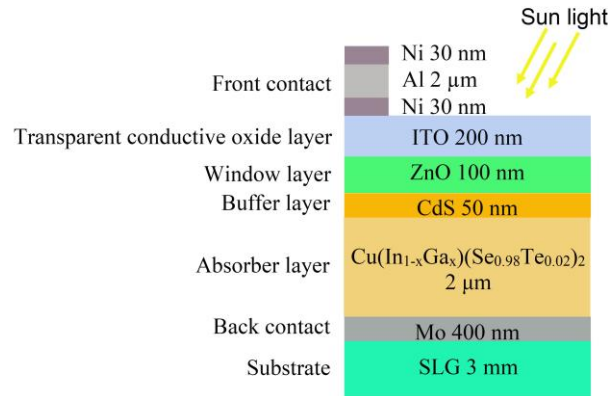 Sun light
Ni 30 nm
Front contact Al 2 μm
Ni 30 nm
Transparent conductive oxide layer ITO 200 nm
Window layer ZnO 100 nm
Buffer layer CdS 50 nm
Absorber layer Cu(In₁₋ₓGaₓ)(Se₀.₉₈Te₀.₀₂)₂
2 μm
Back contact Mo 400 nm
Substrate SLG 3 mm